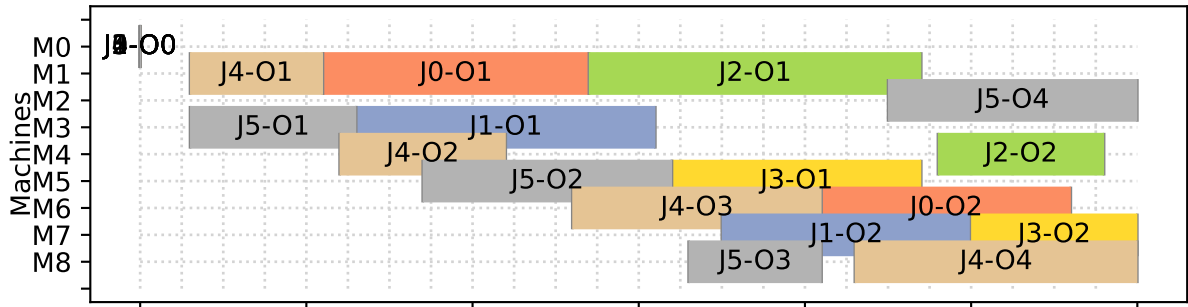 Machines
M0
M1 J4-O1 J0-O1 J2-O1
M2 J5-O4
M3 J5-O1 J1-O1
M4 J4-O2 J2-O2
M5 J5-O2 J3-O1
M6 J4-O3 J0-O2
M7 J1-O2 J3-O2
M8 J5-O3 J4-O4